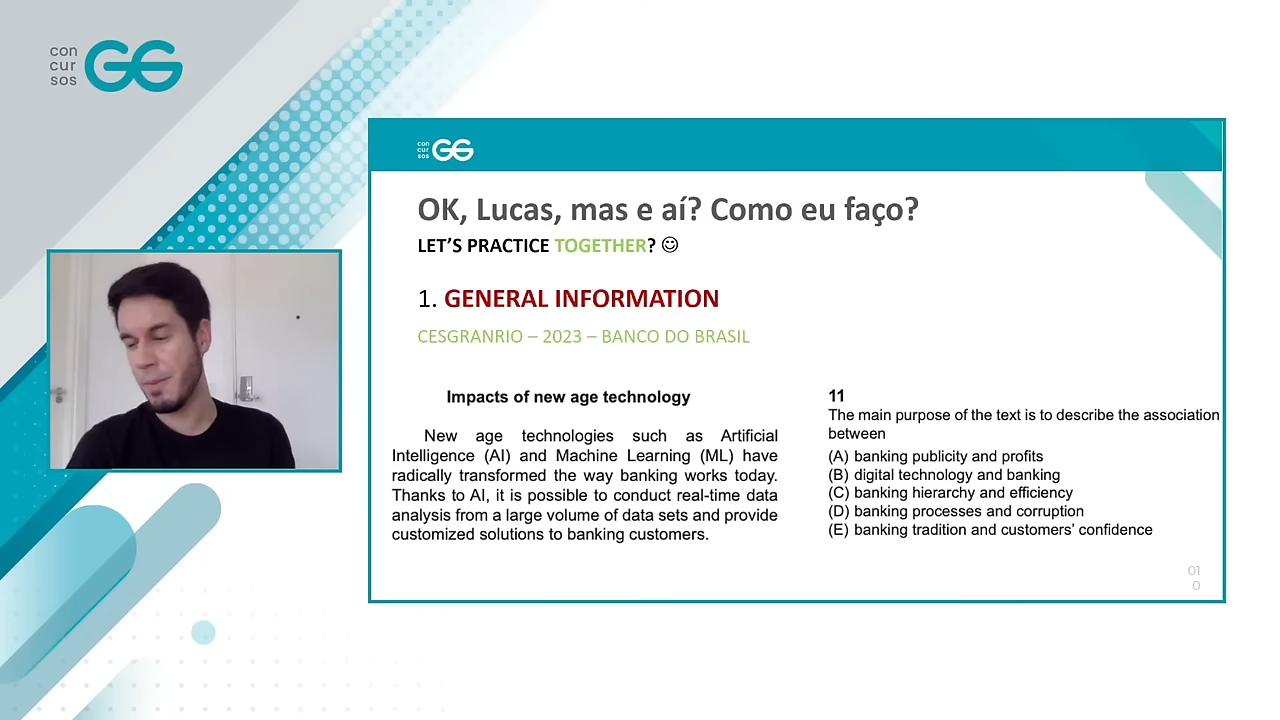 con
cur
sos
GG
con
cur
sos
GG
OK, Lucas, mas e aí? Como eu faço?
LET'S PRACTICE TOGETHER? ☺
1. GENERAL INFORMATION
CESGRANRIO – 2023 – BANCO DO BRASIL
Impacts of new age technology
New age technologies such as Artificial
Intelligence (AI) and Machine Learning (ML) have
radically transformed the way banking works today.
Thanks to AI, it is possible to conduct real-time data
analysis from a large volume of data sets and provide
customized solutions to banking customers.
11
The main purpose of the text is to describe the association
between
(A) banking publicity and profits
(B) digital technology and banking
(C) banking hierarchy and efficiency
(D) banking processes and corruption
(E) banking tradition and customers' confidence
01
0